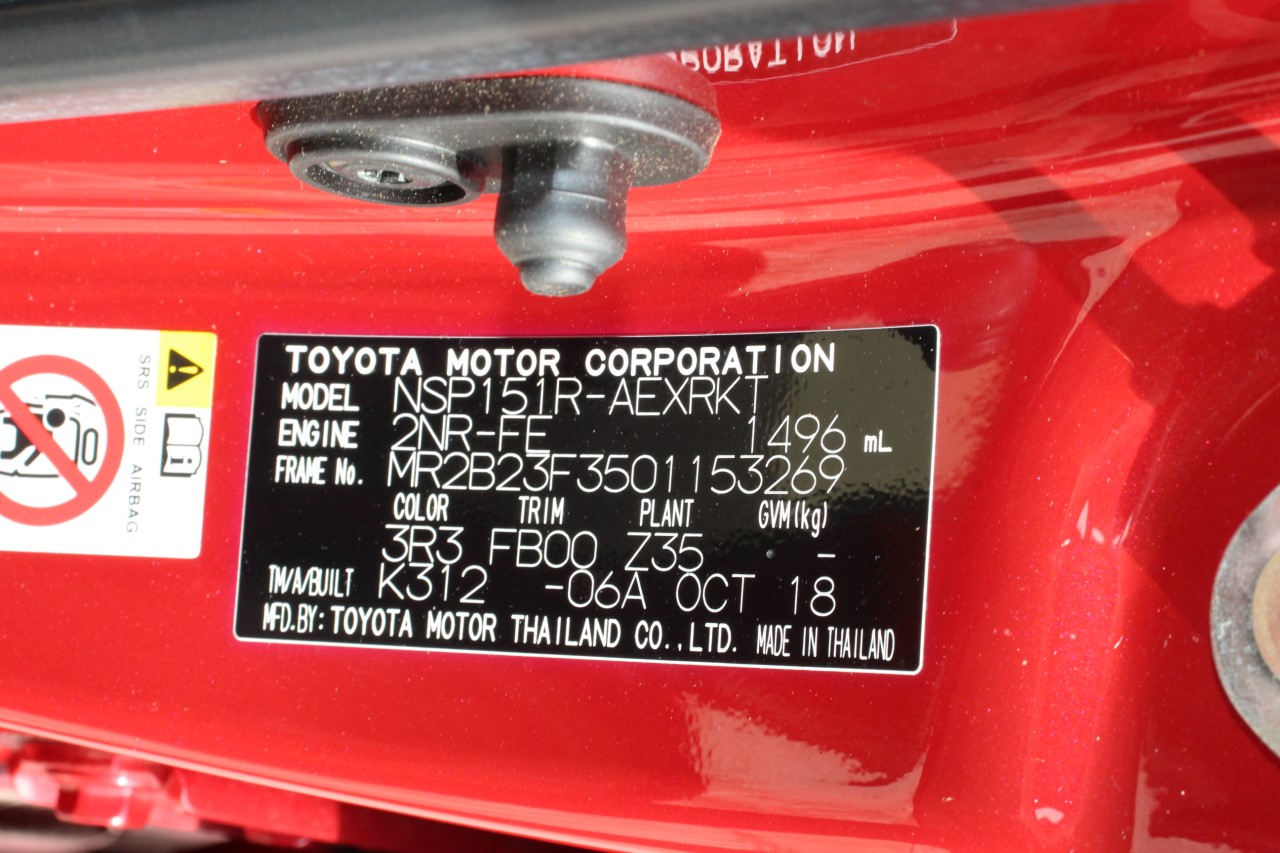 ORATION
SRS SIDE AIRBAG
TOYOTA MOTOR CORPORATION
MODEL NSP151R-AEXRKT
ENGINE 2NR-FE 1496 mL
FRAME No. MR2B23F3501153269
COLOR TRIM PLANT GVM(kg)
3R3 FB00 Z35 -
TM/A/BUILT K312 -06A OCT 18
MFD.BY: TOYOTA MOTOR THAILAND CO.,LTD. MADE IN THAILAND